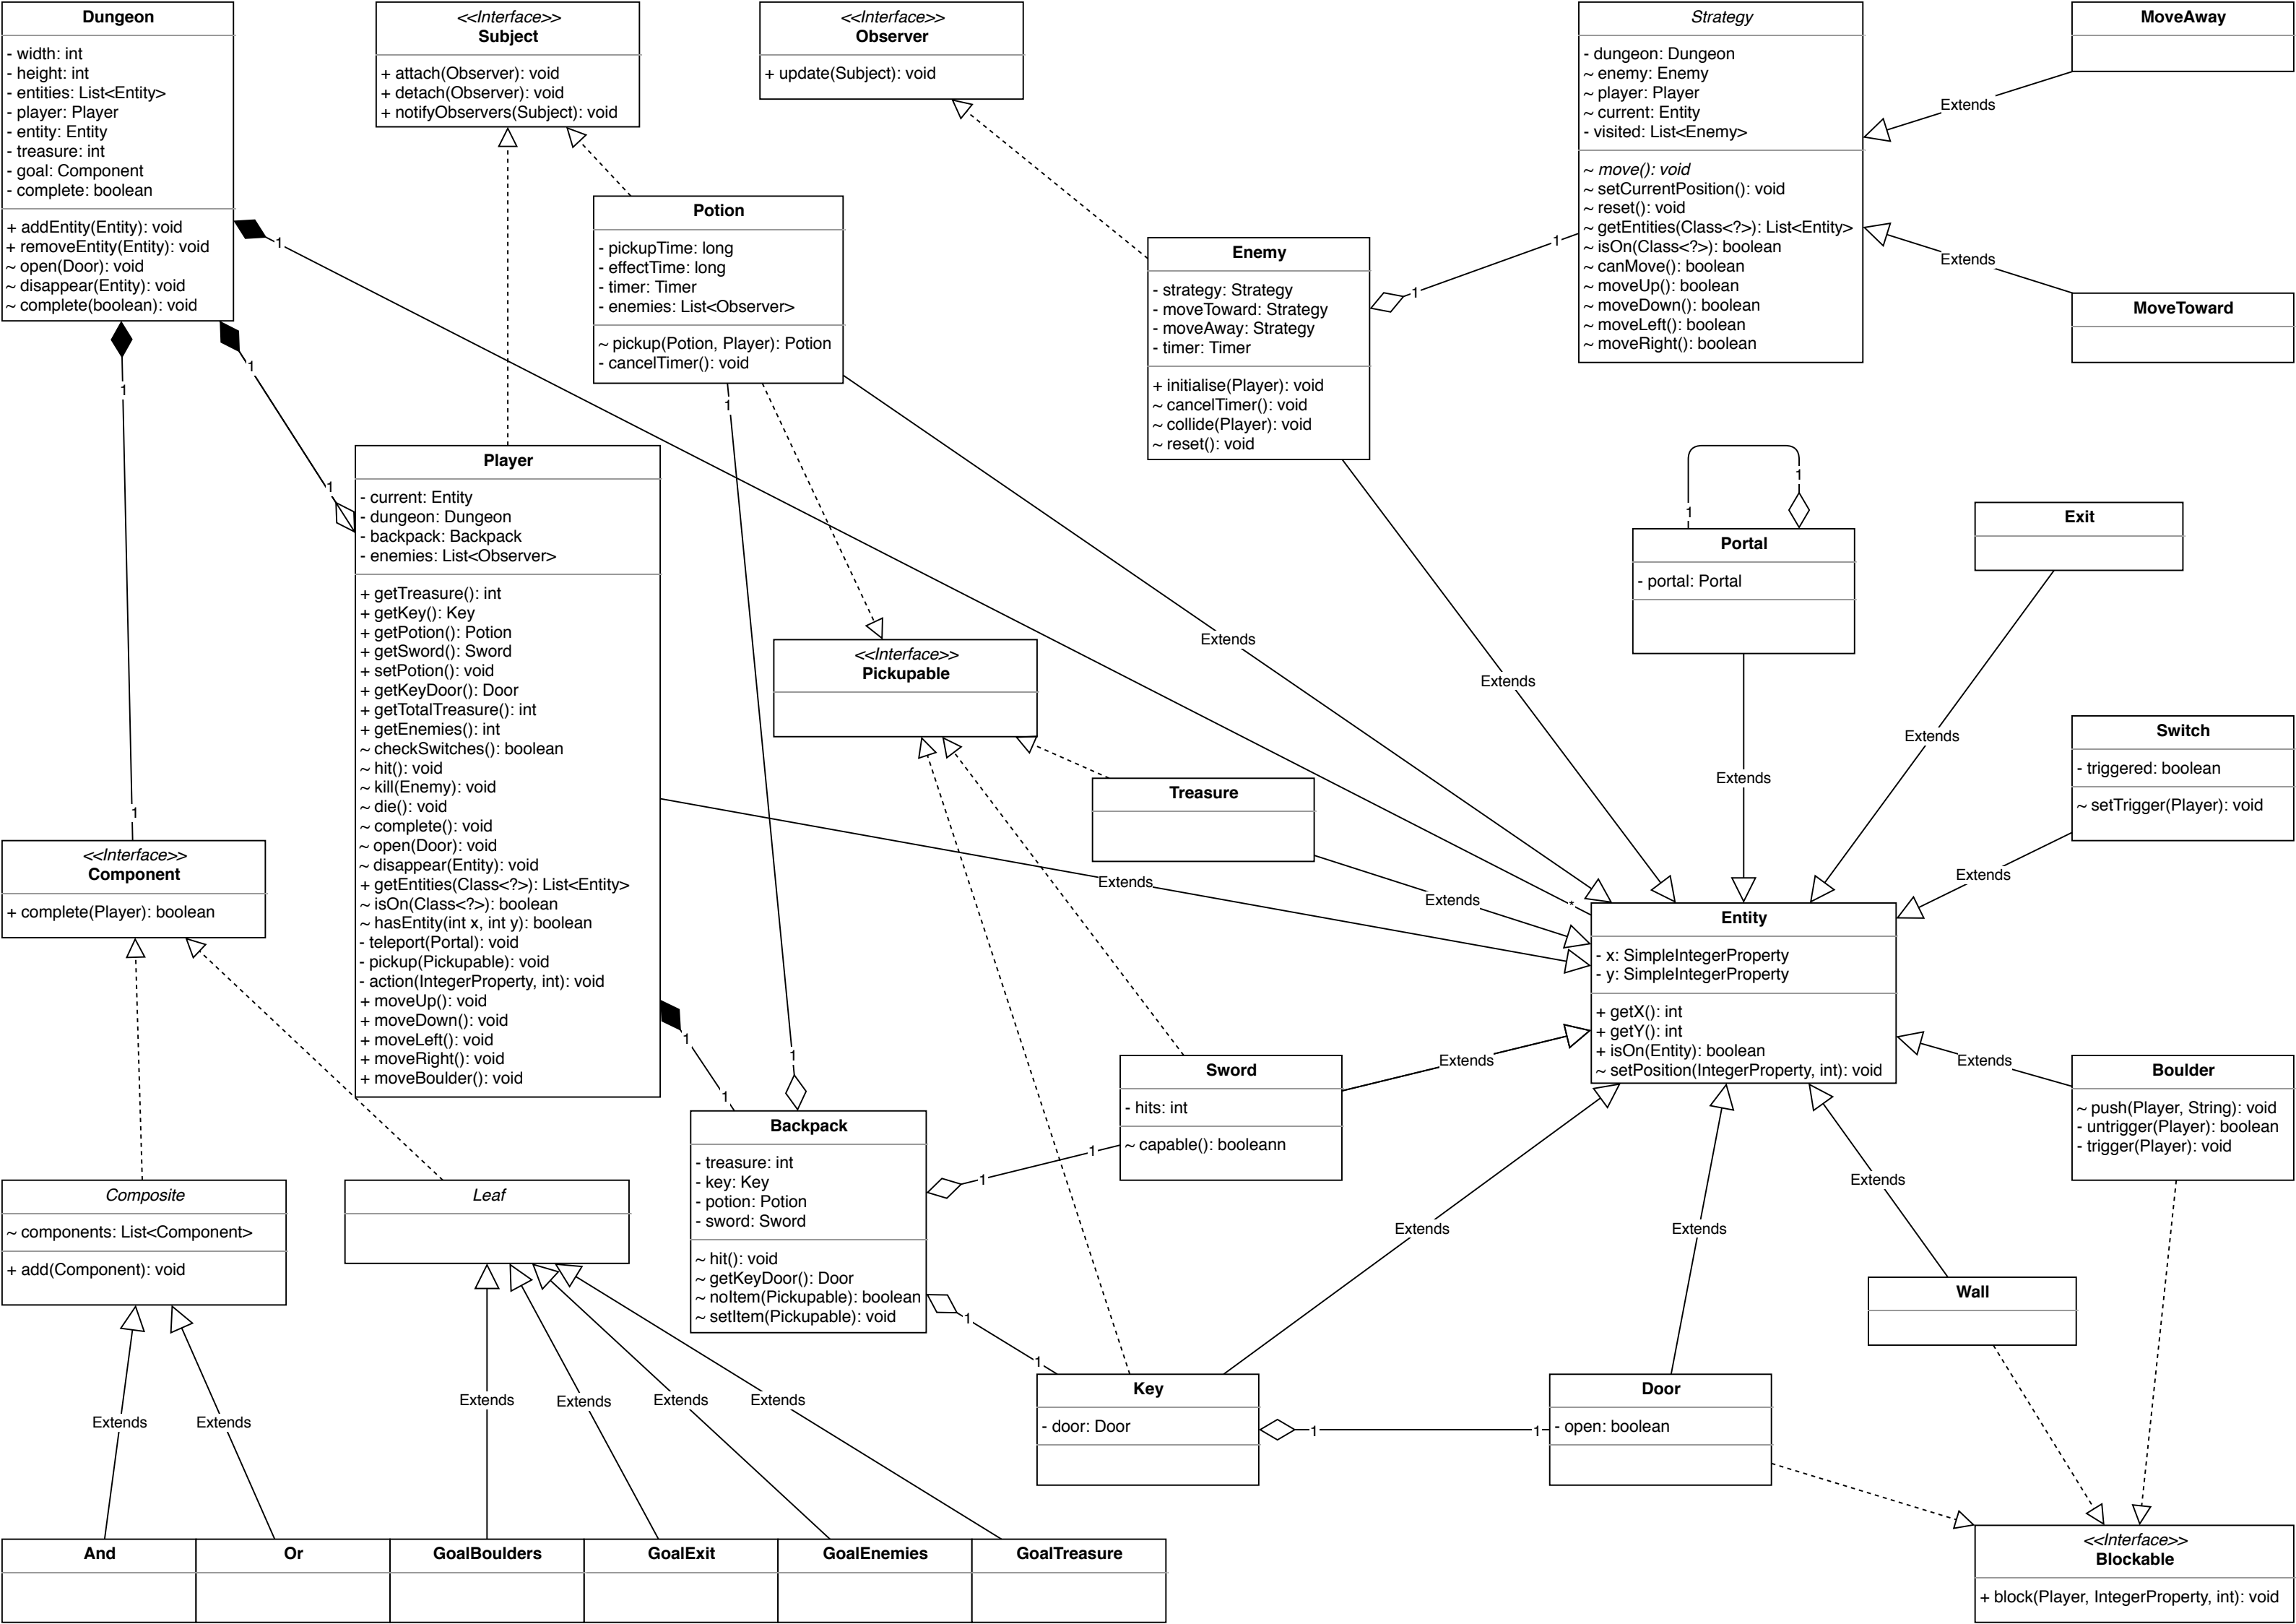 Dungeon
- width: int
- height: int
- entities: List<Entity>
- player: Player
- entity: Entity
- treasure: int
- goal: Component
- complete: boolean
+ addEntity(Entity): void
+ removeEntity(Entity): void
~ open(Door): void
~ disappear(Entity): void
~ complete(boolean): void
<<Interface>>
Subject
+ attach(Observer): void
+ detach(Observer): void
+ notifyObservers(Subject): void
<<Interface>>
Observer
+ update(Subject): void
Strategy
- dungeon: Dungeon
~ enemy: Enemy
~ player: Player
~ current: Entity
- visited: List<Enemy>
~ move(): void
~ setCurrentPosition(): void
~ reset(): void
~ getEntities(Class<?>): List<Entity>
~ isOn(Class<?>): boolean
~ canMove(): boolean
~ moveUp(): boolean
~ moveDown(): boolean
~ moveLeft(): boolean
~ moveRight(): boolean
MoveAway
Extends
Extends
MoveToward
Potion
- pickupTime: long
- effectTime: long
- timer: Timer
- enemies: List<Observer>
~ pickup(Potion, Player): Potion
- cancelTimer(): void
Enemy
- strategy: Strategy
- moveToward: Strategy
- moveAway: Strategy
- timer: Timer
+ initialise(Player): void
~ cancelTimer(): void
~ collide(Player): void
~ reset(): void
1
1
1
1
1
1
1
1
1
1
Player
- current: Entity
- dungeon: Dungeon
- backpack: Backpack
- enemies: List<Observer>
+ getTreasure(): int
+ getKey(): Key
+ getPotion(): Potion
+ getSword(): Sword
+ setPotion(): void
+ getKeyDoor(): Door
+ getTotalTreasure(): int
+ getEnemies(): int
~ checkSwitches(): boolean
~ hit(): void
~ kill(Enemy): void
~ die(): void
~ complete(): void
~ open(Door): void
~ disappear(Entity): void
+ getEntities(Class<?>): List<Entity>
~ isOn(Class<?>): boolean
~ hasEntity(int x, int y): boolean
- teleport(Portal): void
- pickup(Pickupable): void
- action(IntegerProperty, int): void
+ moveUp(): void
+ moveDown(): void
+ moveLeft(): void
+ moveRight(): void
+ moveBoulder(): void
Portal
- portal: Portal
Exit
<<Interface>>
Pickupable
Extends
Extends
Extends
Extends
Switch
- triggered: boolean
~ setTrigger(Player): void
Treasure
1
<<Interface>>
Component
+ complete(Player): boolean
Extends
Extends
Extends
*
Entity
- x: SimpleIntegerProperty
- y: SimpleIntegerProperty
+ getX(): int
+ getY(): int
+ isOn(Entity): boolean
~ setPosition(IntegerProperty, int): void
1
1
1
Sword
- hits: int
~ capable(): booleann
Extends
Extends
Boulder
~ push(Player, String): void
- untrigger(Player): boolean
- trigger(Player): void
Backpack
- treasure: int
- key: Key
- potion: Potion
- sword: Sword
~ hit(): void
~ getKeyDoor(): Door
~ noItem(Pickupable): boolean
~ setItem(Pickupable): void
1
1
1
1
Composite
~ components: List<Component>
+ add(Component): void
Leaf
Extends
Extends
Extends
Wall
Key
- door: Door
1
1
Door
- open: boolean
Extends
Extends
Extends
Extends
Extends
Extends
And
Or
GoalBoulders
GoalExit
GoalEnemies
GoalTreasure
<<Interface>>
Blockable
+ block(Player, IntegerProperty, int): void